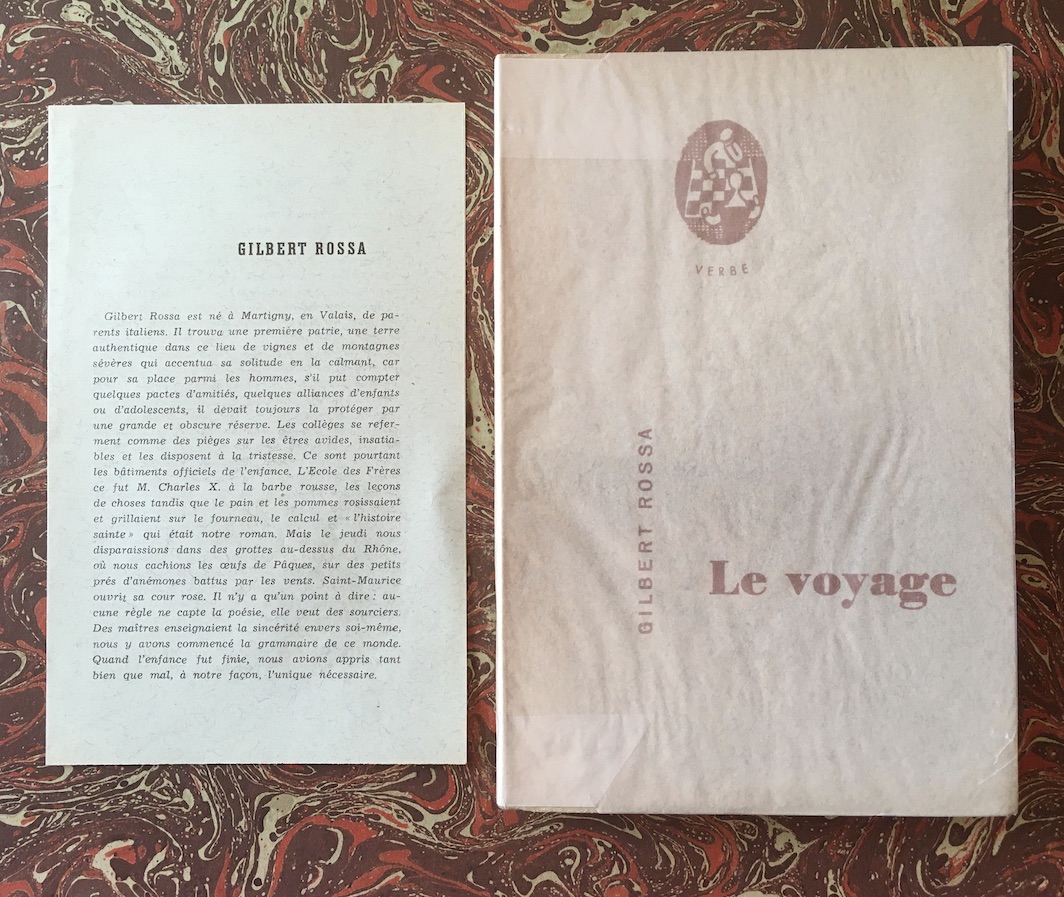 GILBERT ROSSA
Gilbert Rossa est né à Martigny, en Valais, de pa-
rents italiens. Il trouva une première patrie, une terre
authentique dans ce lieu de vignes et de montagnes
sévères qui accentua sa solitude en la calmant, car
pour sa place parmi les hommes, s'il put compter
quelques pactes d'amitiés, quelques alliances d'enfants
ou d'adolescents, il devait toujours la protéger par
une grande et obscure réserve. Les collèges se refer-
ment comme des pièges sur les êtres avides, insatia-
bles et les disposent à la tristesse. Ce sont pourtant
les bâtiments officiels de l'enfance. L'Ecole des Frères
ce fut M. Charles X. à la barbe rousse, les leçons
de choses tandis que le pain et les pommes rosissaient
et grillaient sur le fourneau, le calcul et « l'histoire
sainte » qui était notre roman. Mais le jeudi nous
disparaissions dans des grottes au-dessus du Rhône,
où nous cachions les œufs de Pâques, sur des petits
prés d'anémones battus par les vents. Saint-Maurice
ouvrit sa cour rose. Il n'y a qu'un point à dire : au-
cune règle ne capte la poésie, elle veut des sourciers.
Des maîtres enseignaient la sincérité envers soi-même,
nous y avons commencé la grammaire de ce monde.
Quand l'enfance fut finie, nous avions appris tant
bien que mal, à notre façon, l'unique nécessaire.
VERBE
GILBERT ROSSA
Le voyage